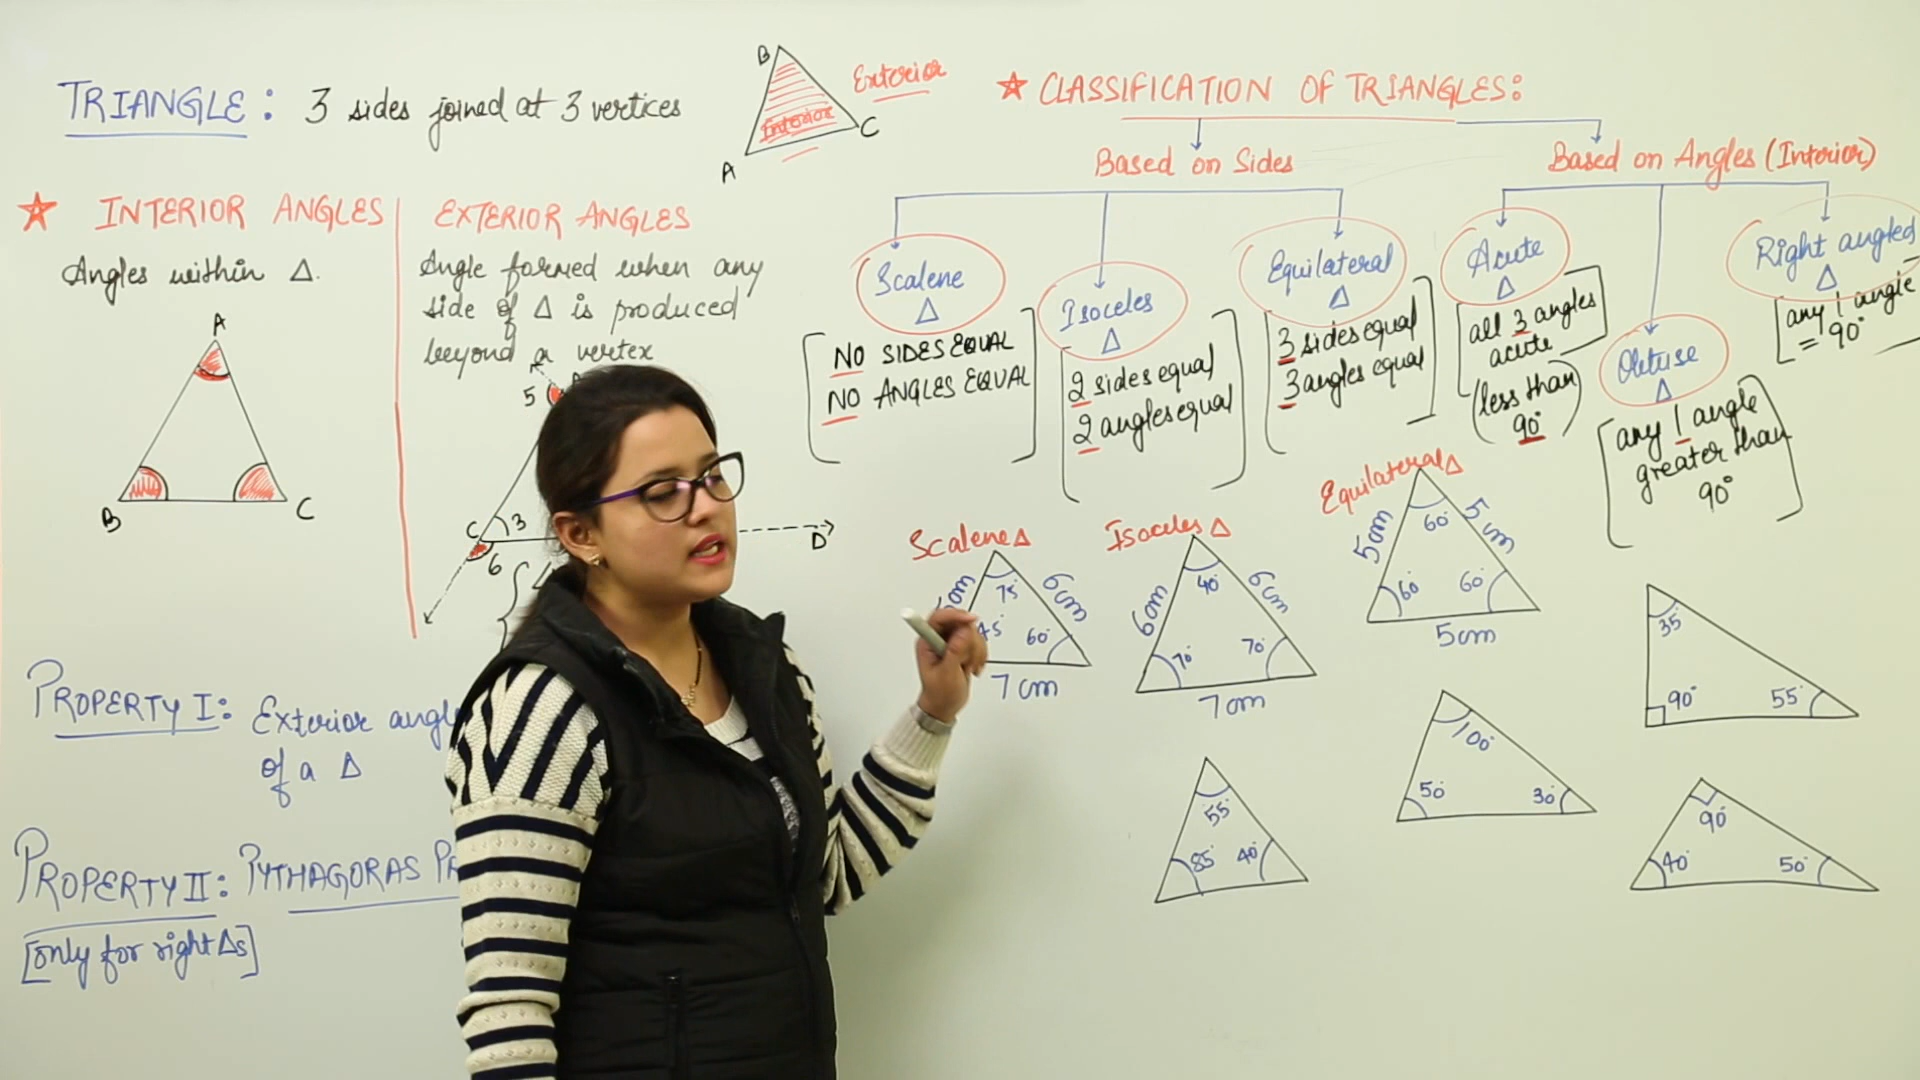 TRIANGLE: 3 sides joined at 3 vertices
B
Exterior
Interior
A
C
★ INTERIOR ANGLES
Angles within Δ.
A
B
C
EXTERIOR ANGLES
Angle formed when any
side of Δ is produced
beyond a vertex
5
C
3
6
D
PROPERTY I: Exterior angle
of a Δ
PROPERTY II: PYTHAGORAS
[only for right Δs]
★ CLASSIFICATION OF TRIANGLES:
Based on Sides
Scalene
Δ
NO SIDES EQUAL
NO ANGLES EQUAL
Isoceles
Δ
2 sides equal
2 angles equal
Equilateral
Δ
3 sides equal
3 angles equal
Based on Angles (Interior)
Acute
Δ
all 3 angles
acute
(less than
90°)
Obtuse
Δ
any 1 angle
greater than
90°
Right angled
Δ
any 1 angle
= 90°
Scalene Δ
75°
6cm
60°
7cm
Isoceles Δ
6cm
40°
6cm
70°
70°
7cm
Equilateral Δ
5cm
60°
5cm
60
60°
5cm
35°
90°
55°
55°
85°
40°
100°
50°
30°
90°
40°
50°